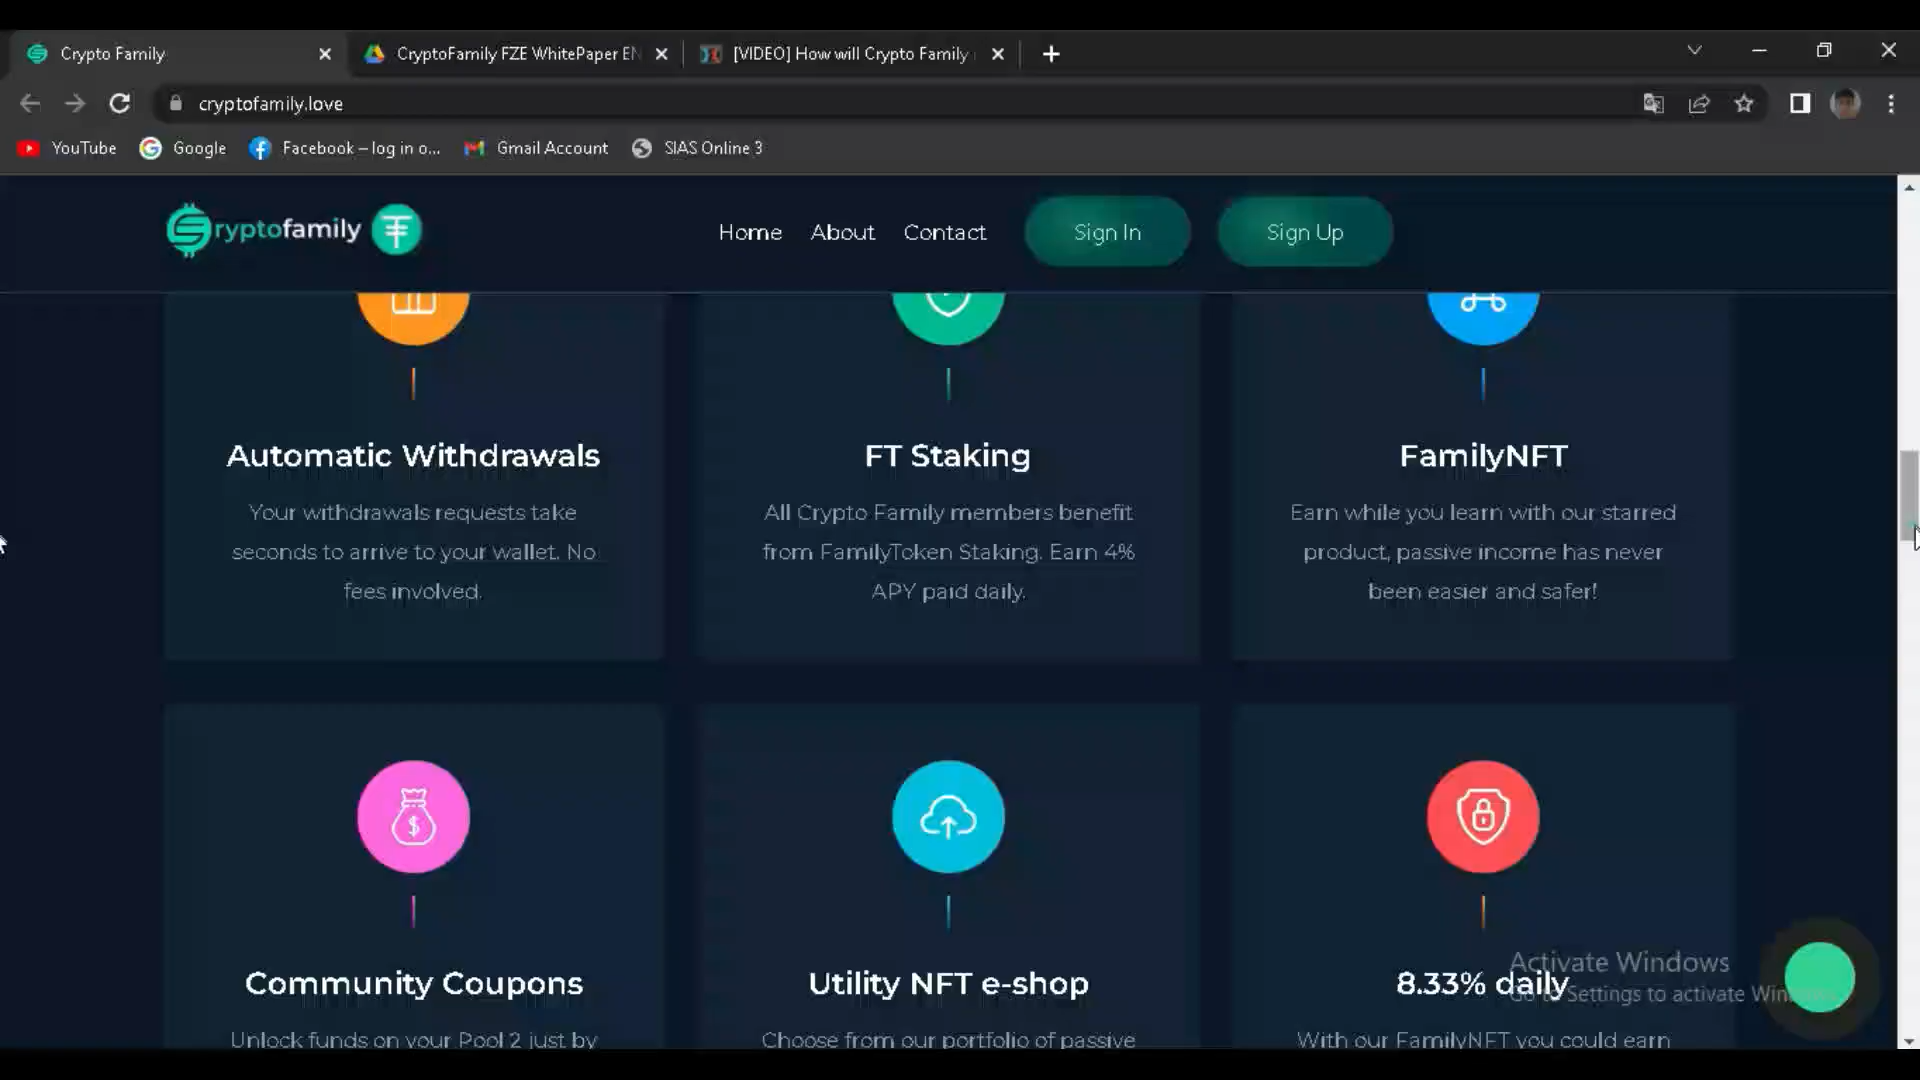 Crypto Family
CryptoFamily FZE WhitePaper EN
[VIDEO] How will Crypto Family
cryptofamily.love
YouTube
Google
Facebook – log in o...
Gmail Account
SIAS Online 3
ryptofamily
Home
About
Contact
Sign In
Sign Up
Automatic Withdrawals
Your withdrawals requests take
seconds to arrive to your wallet. No
fees involved.
FT Staking
All Crypto Family members benefit
from FamilyToken Staking. Earn 4%
APY paid daily.
FamilyNFT
Earn while you learn with our starred
product, passive income has never
been easier and safer!
Community Coupons
Unlock funds on your Pool 2 just by
Utility NFT e-shop
Choose from our portfolio of passive
8.33% daily
With our FamilyNFT you could earn
Activate Windows
Go to Settings to activate Windows.